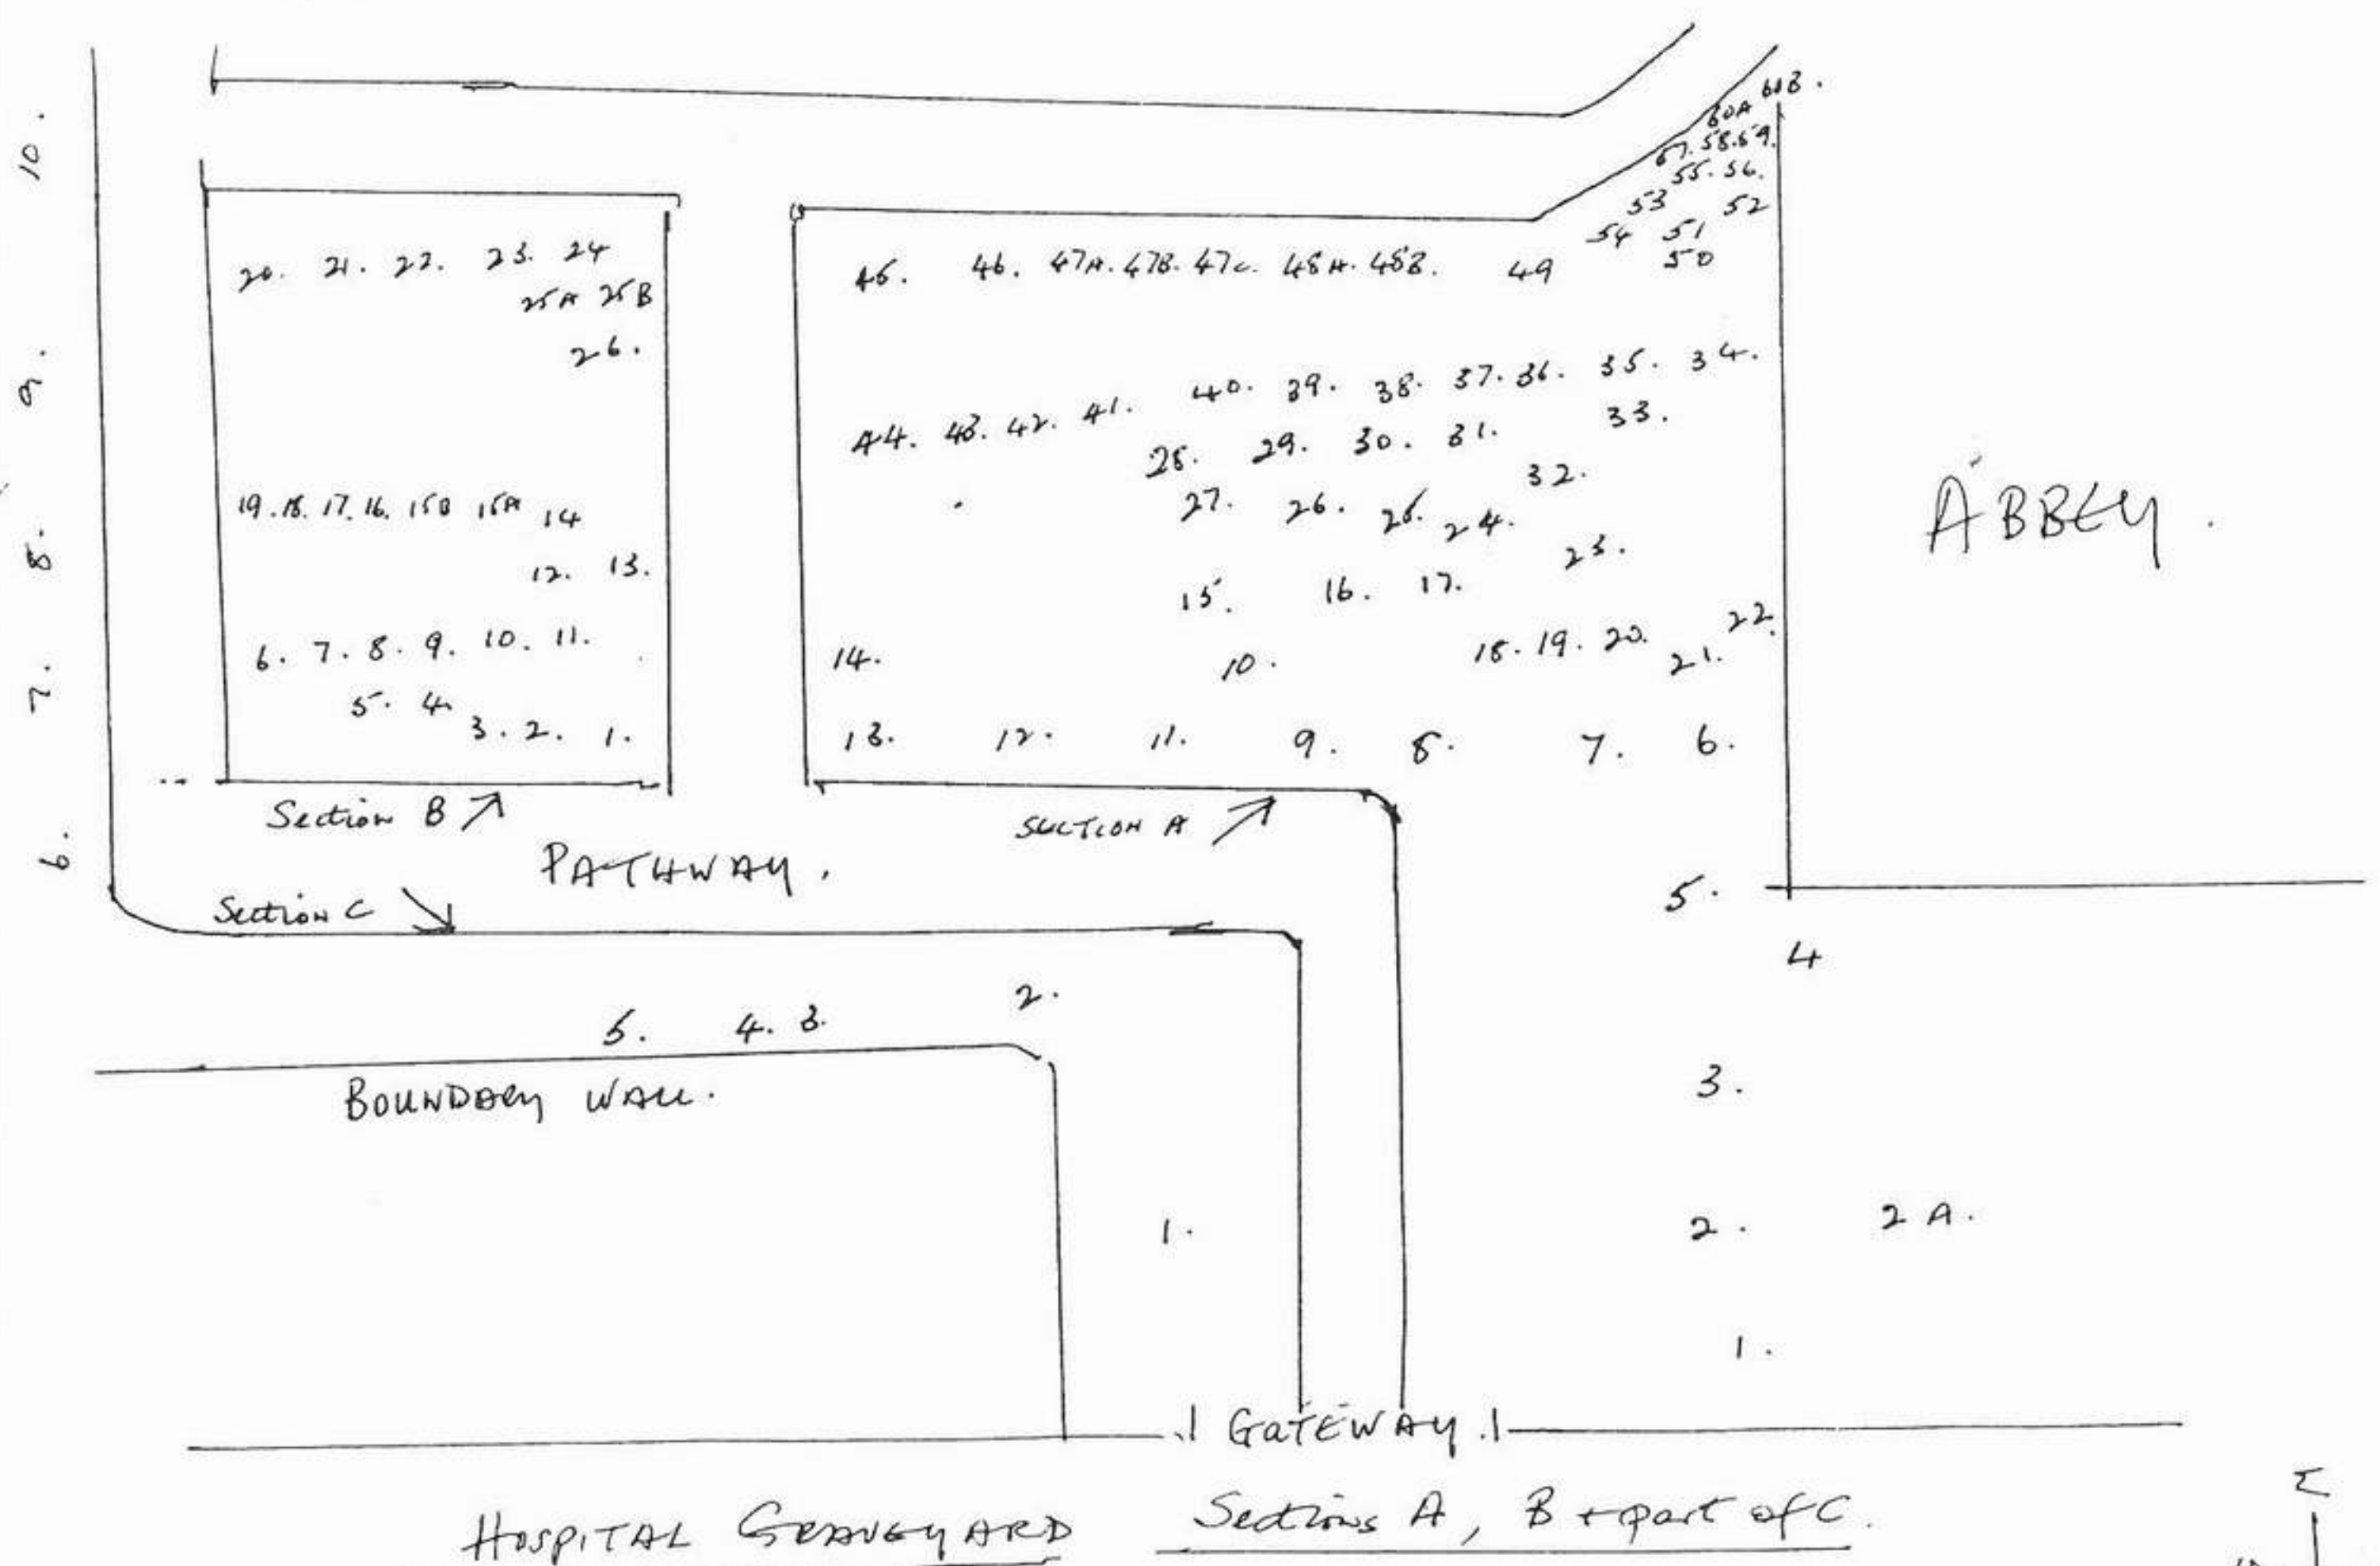 60B.
60A
57. 58. 59.
55. 56.
53 52
54 51
50
10.
20. 21. 22. 23. 24
25A 25B
26.
45. 46. 47A. 47B. 47C. 48A. 48B. 49
9.
40. 39. 38. 37. 36. 35. 34.
44. 43. 42. 41.
33.
28. 29. 30. 31.
32.
27. 26. 25. 24.
23.
19. 18. 17. 16. 15B 15A 14
12. 13.
8.
15. 16. 17.
22.
6. 7. 8. 9. 10. 11.
14. 10. 18. 19. 20. 21.
7.
5. 4.
3. 2. 1.
13. 12. 11. 9. 8. 7. 6.
Section B
SECTION A
6.
PATHWAY.
Section C
ABBEY.
5.
4
2.
5. 4. 3.
BOUNDARY WALL.
3.
1.
2. 2A.
1.
GATEWAY.
HOSPITAL GRAVEYARD Sections A, B + part of C.